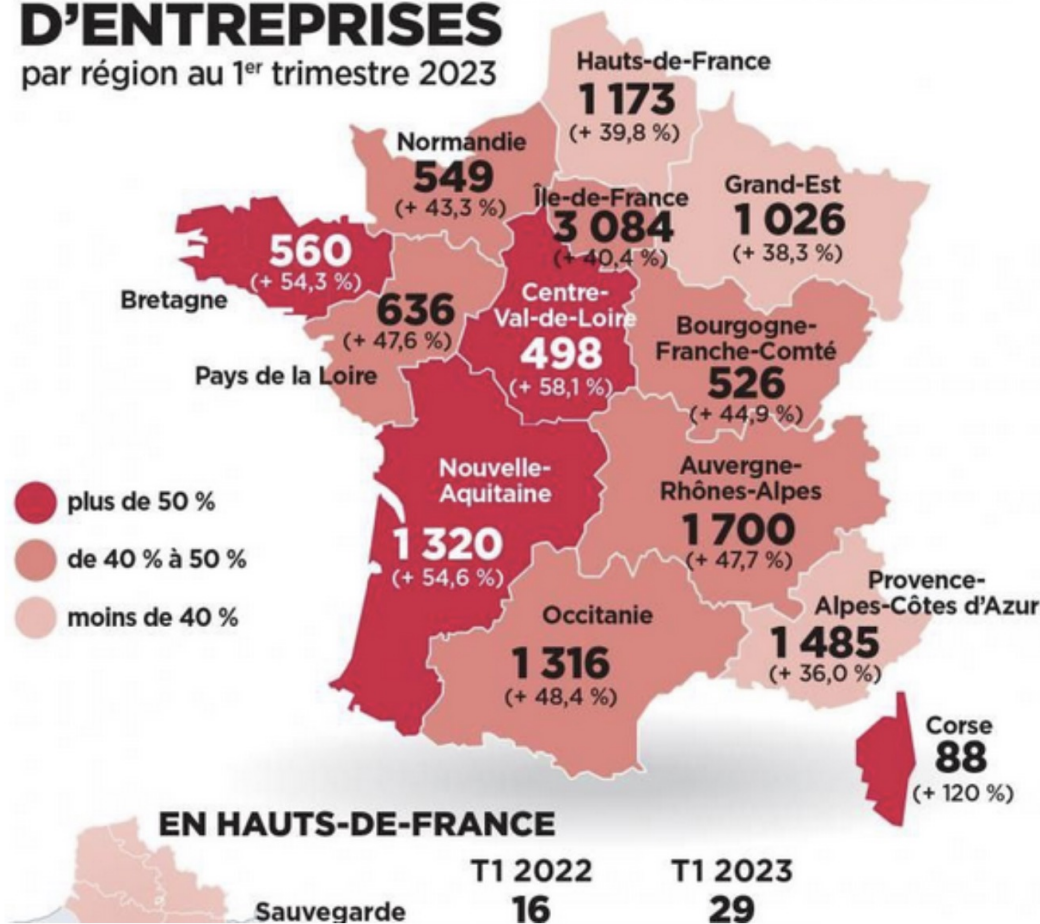 D’ENTREPRISES
par région au 1er trimestre 2023
Hauts-de-France
1 173
(+ 39,8 %)
Normandie
549
(+ 43,3 %)
Île-de-France
3 084
(+ 40,4 %)
Grand-Est
1 026
(+ 38,3 %)
560
(+ 54,3 %)
Bretagne
636
(+ 47,6 %)
Pays de la Loire
Centre-
Val-de-Loire
498
(+ 58,1 %)
Bourgogne-
Franche-Comté
526
(+ 44,9 %)
Nouvelle-
Aquitaine
1 320
(+ 54,6 %)
Auvergne-
Rhônes-Alpes
1 700
(+ 47,7 %)
plus de 50 %
de 40 % à 50 %
moins de 40 %
Occitanie
1 316
(+ 48,4 %)
Provence-
Alpes-Côtes d’Azur
1 485
(+ 36,0 %)
Corse
88
(+ 120 %)
EN HAUTS-DE-FRANCE
T1 2022 T1 2023
Sauvegarde 16 29